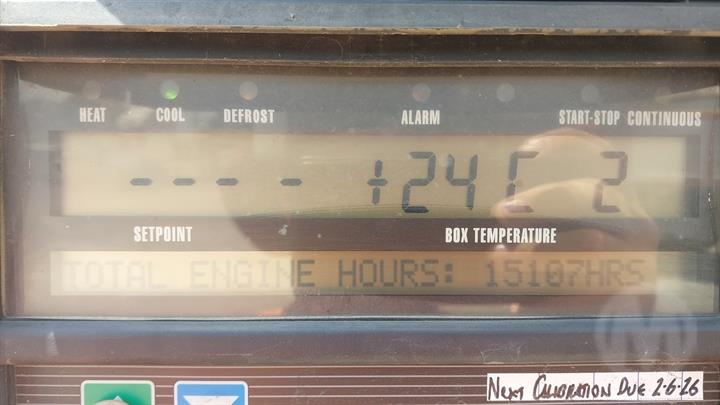 HEAT COOL DEFROST ALARM START-STOP CONTINUOUS
---- +24C 2
SETPOINT BOX TEMPERATURE
TOTAL ENGINE HOURS: 15107HRS
NEXT CALIBRATION DUE 2-6-26